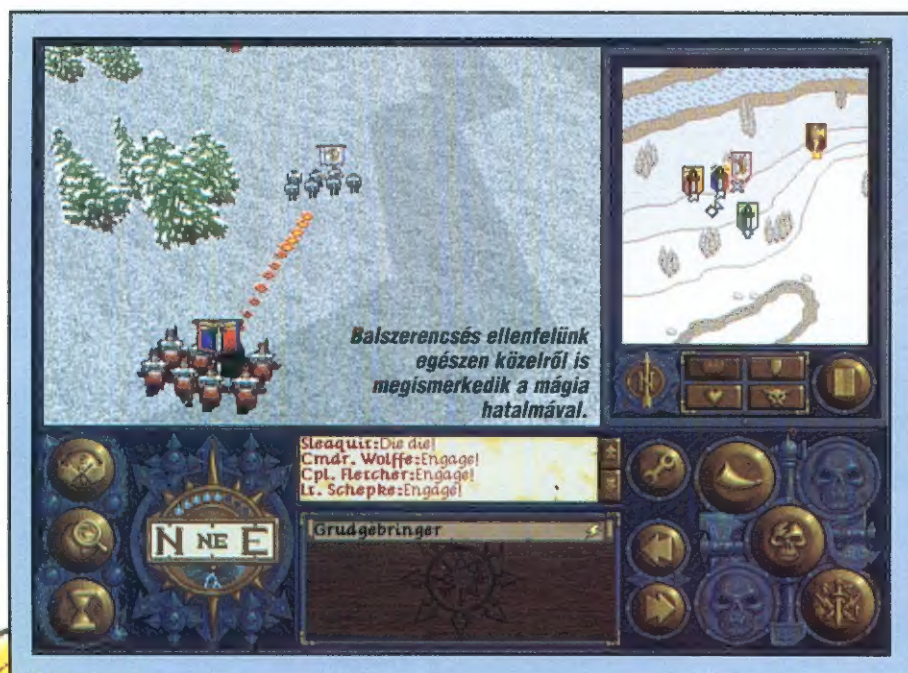 Balszerencsés ellenfelünk
egészen közelről is
megismerkedik a mágia
hatalmával.
N
Sleaquit:Die die!
Cmdr. Wolffe:Engage!
Cpl. Fletcher:Engage!
Lt. Schepke:Engage!
N NE E
Grudgebringer